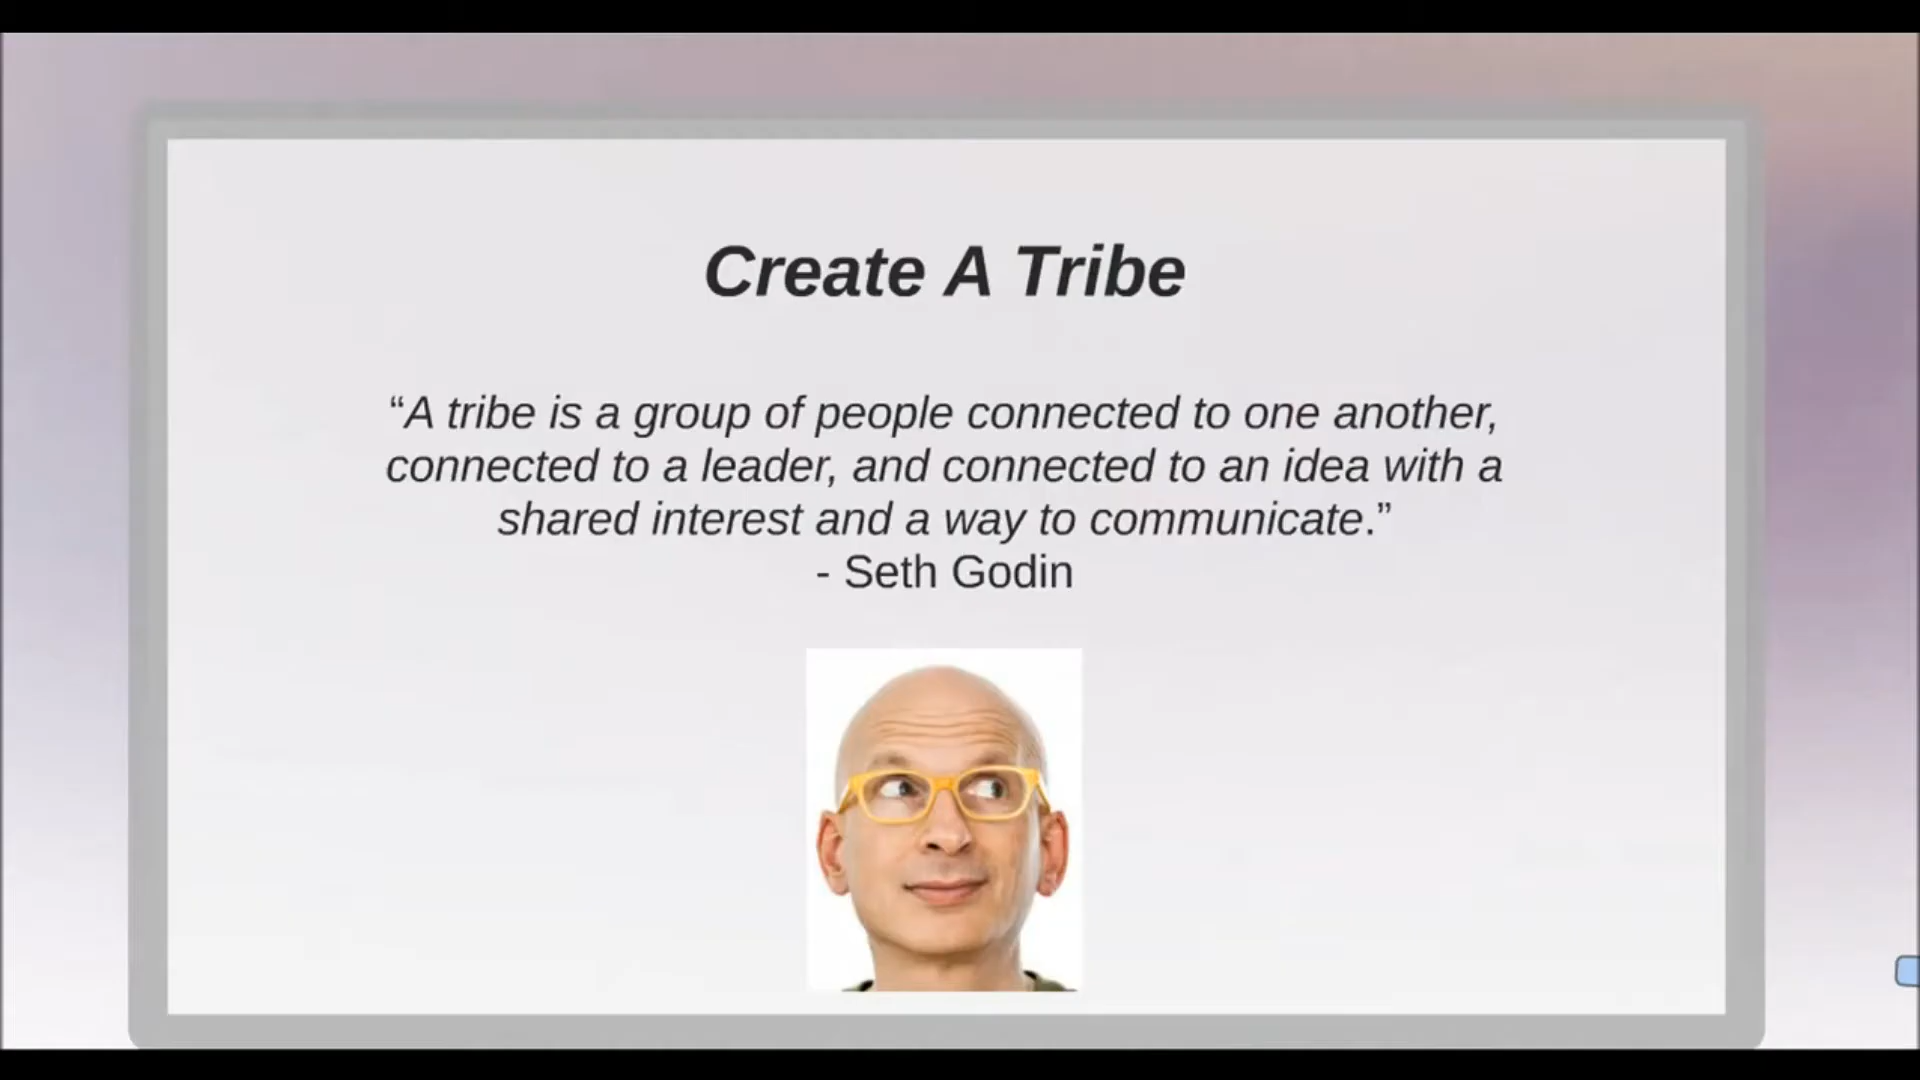 Create A Tribe
“A tribe is a group of people connected to one another,
connected to a leader, and connected to an idea with a
shared interest and a way to communicate.”
- Seth Godin